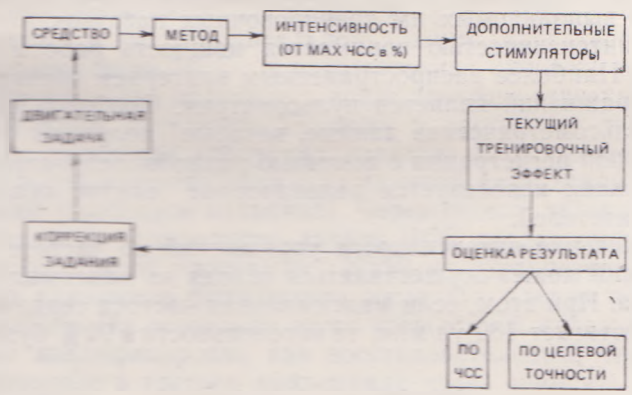 СРЕДСТВО
МЕТОД
ИНТЕНСИВНОСТЬ
(ОТ МАХ ЧСС в %)
ДОПОЛНИТЕЛЬНЫЕ
СТИМУЛЯТОРЫ
ДВИГАТЕЛЬНАЯ
ЗАДАЧА
ТЕКУЩИЙ
ТРЕНИРОВОЧНЫЙ
ЭФФЕКТ
КОРРЕКЦИЯ
ЗАДАНИЯ
ОЦЕНКА РЕЗУЛЬТАТА
ПО
ЧСС
ПО ЦЕЛЕВОЙ
ТОЧНОСТИ